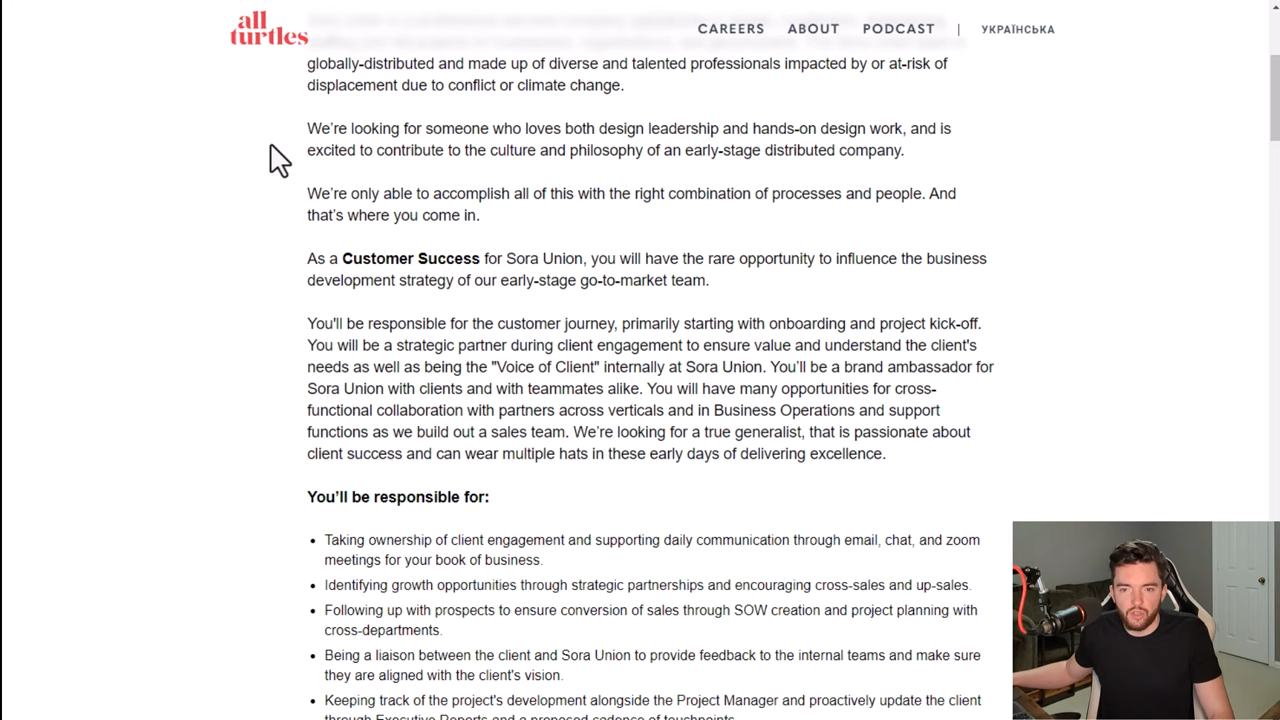 all
turtles
CAREERS ABOUT PODCAST | УКРАЇНСЬКА
globally-distributed and made up of diverse and talented professionals impacted by or at-risk of
displacement due to conflict or climate change.
We’re looking for someone who loves both design leadership and hands-on design work, and is
excited to contribute to the culture and philosophy of an early-stage distributed company.
We’re only able to accomplish all of this with the right combination of processes and people. And
that’s where you come in.
As a Customer Success for Sora Union, you will have the rare opportunity to influence the business
development strategy of our early-stage go-to-market team.
You'll be responsible for the customer journey, primarily starting with onboarding and project kick-off.
You will be a strategic partner during client engagement to ensure value and understand the client's
needs as well as being the "Voice of Client" internally at Sora Union. You’ll be a brand ambassador for
Sora Union with clients and with teammates alike. You will have many opportunities for cross-
functional collaboration with partners across verticals and in Business Operations and support
functions as we build out a sales team. We’re looking for a true generalist, that is passionate about
client success and can wear multiple hats in these early days of delivering excellence.
You’ll be responsible for:
• Taking ownership of client engagement and supporting daily communication through email, chat, and zoom
meetings for your book of business.
• Identifying growth opportunities through strategic partnerships and encouraging cross-sales and up-sales.
• Following up with prospects to ensure conversion of sales through SOW creation and project planning with
cross-departments.
• Being a liaison between the client and Sora Union to provide feedback to the internal teams and make sure
they are aligned with the client’s vision.
• Keeping track of the project's development alongside the Project Manager and proactively update the client
through Executive Reports and a proposed cadence of touchpoints.